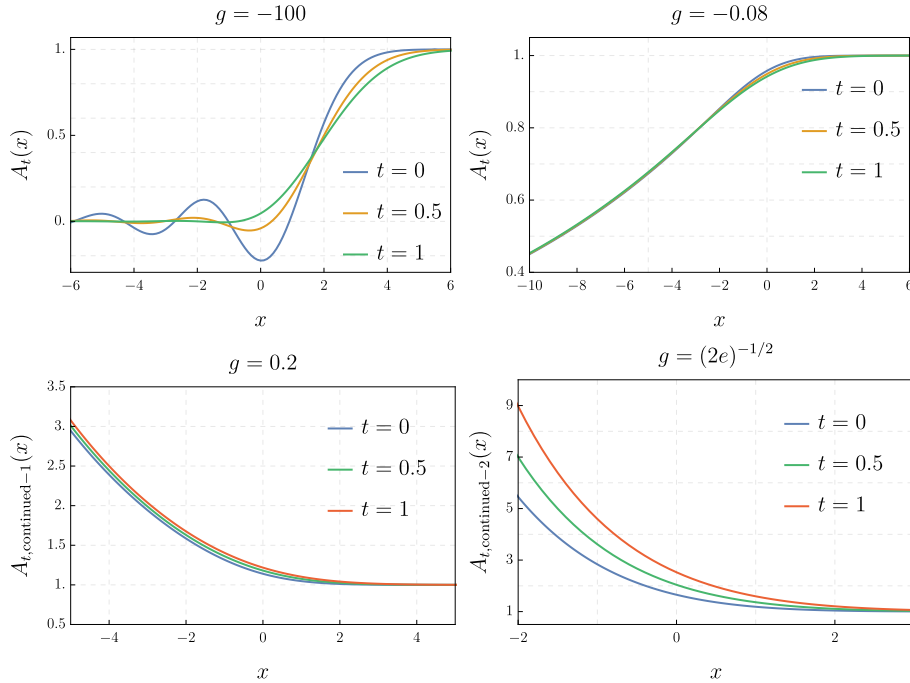 g = −100
1.
0.5
0.
A_t(x)
t = 0
t = 0.5
t = 1
−6 −4 −2 0 2 4 6
x
g = −0.08
1.
0.8
0.6
0.4
A_t(x)
t = 0
t = 0.5
t = 1
−10 −8 −6 −4 −2 0 2 4 6
x
g = 0.2
3.5
3.
2.5
2.
1.5
1.
0.5
A_{t,continued−1}(x)
t = 0
t = 0.5
t = 1
−4 −2 0 2 4
x
g = (2e)^{−1/2}
9
7
5
3
1
A_{t,continued−2}(x)
t = 0
t = 0.5
t = 1
−2 0 2
x